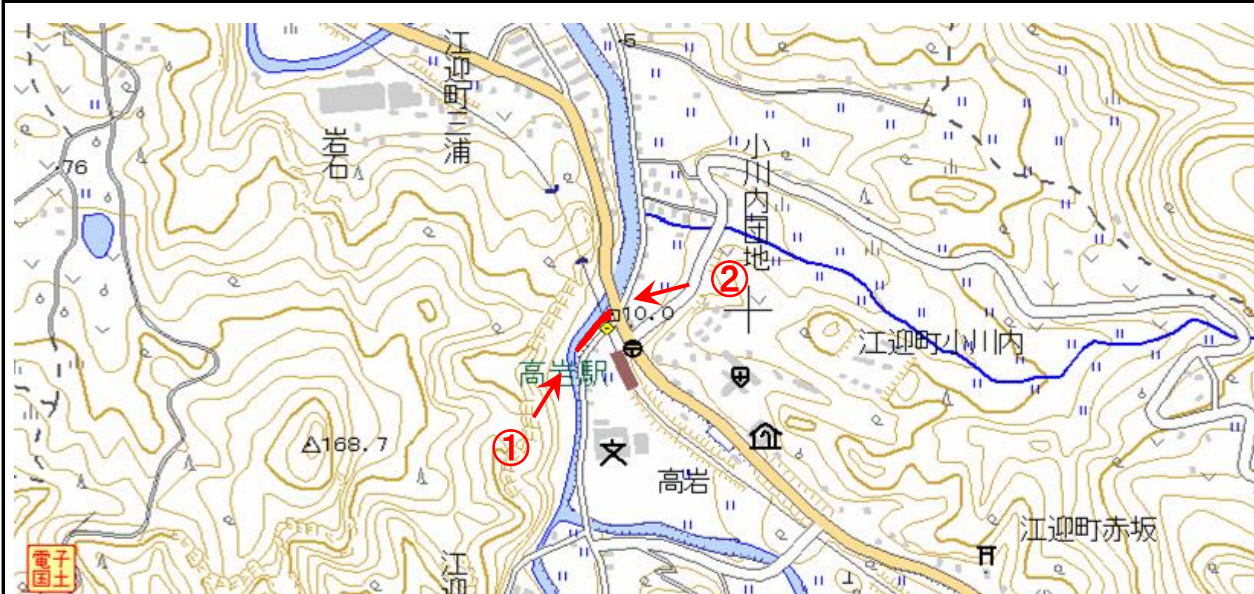 江迎町三浦
岩石
・76
・5
小川内団地
②
10.0
江迎町小川内
高岩駅
①
168.7
文
高岩
江迎町赤坂
江迎
電子国土